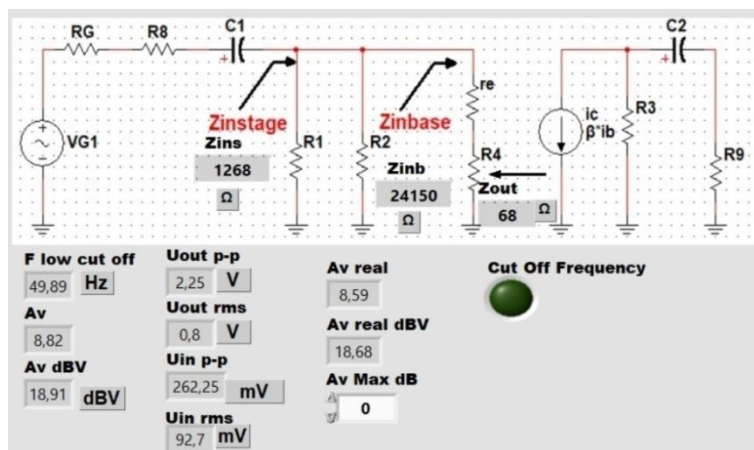 RG
R8
C1
+
C2
+
re
Zinstage
Zinbase
VG1
Zins
1268
Ω
R1
R2
Zinb
24150
Ω
R4
Zout
68
Ω
ic
β*ib
R3
R9
F low cut off
49,89 Hz
Av
8,82
Av dBV
18,91 dBV
Uout p-p
2,25 V
Uout rms
0,8 V
Uin p-p
262,25 mV
Uin rms
92,7 mV
Av real
8,59
Av real dBV
18,68
Av Max dB
0
Cut Off Frequency